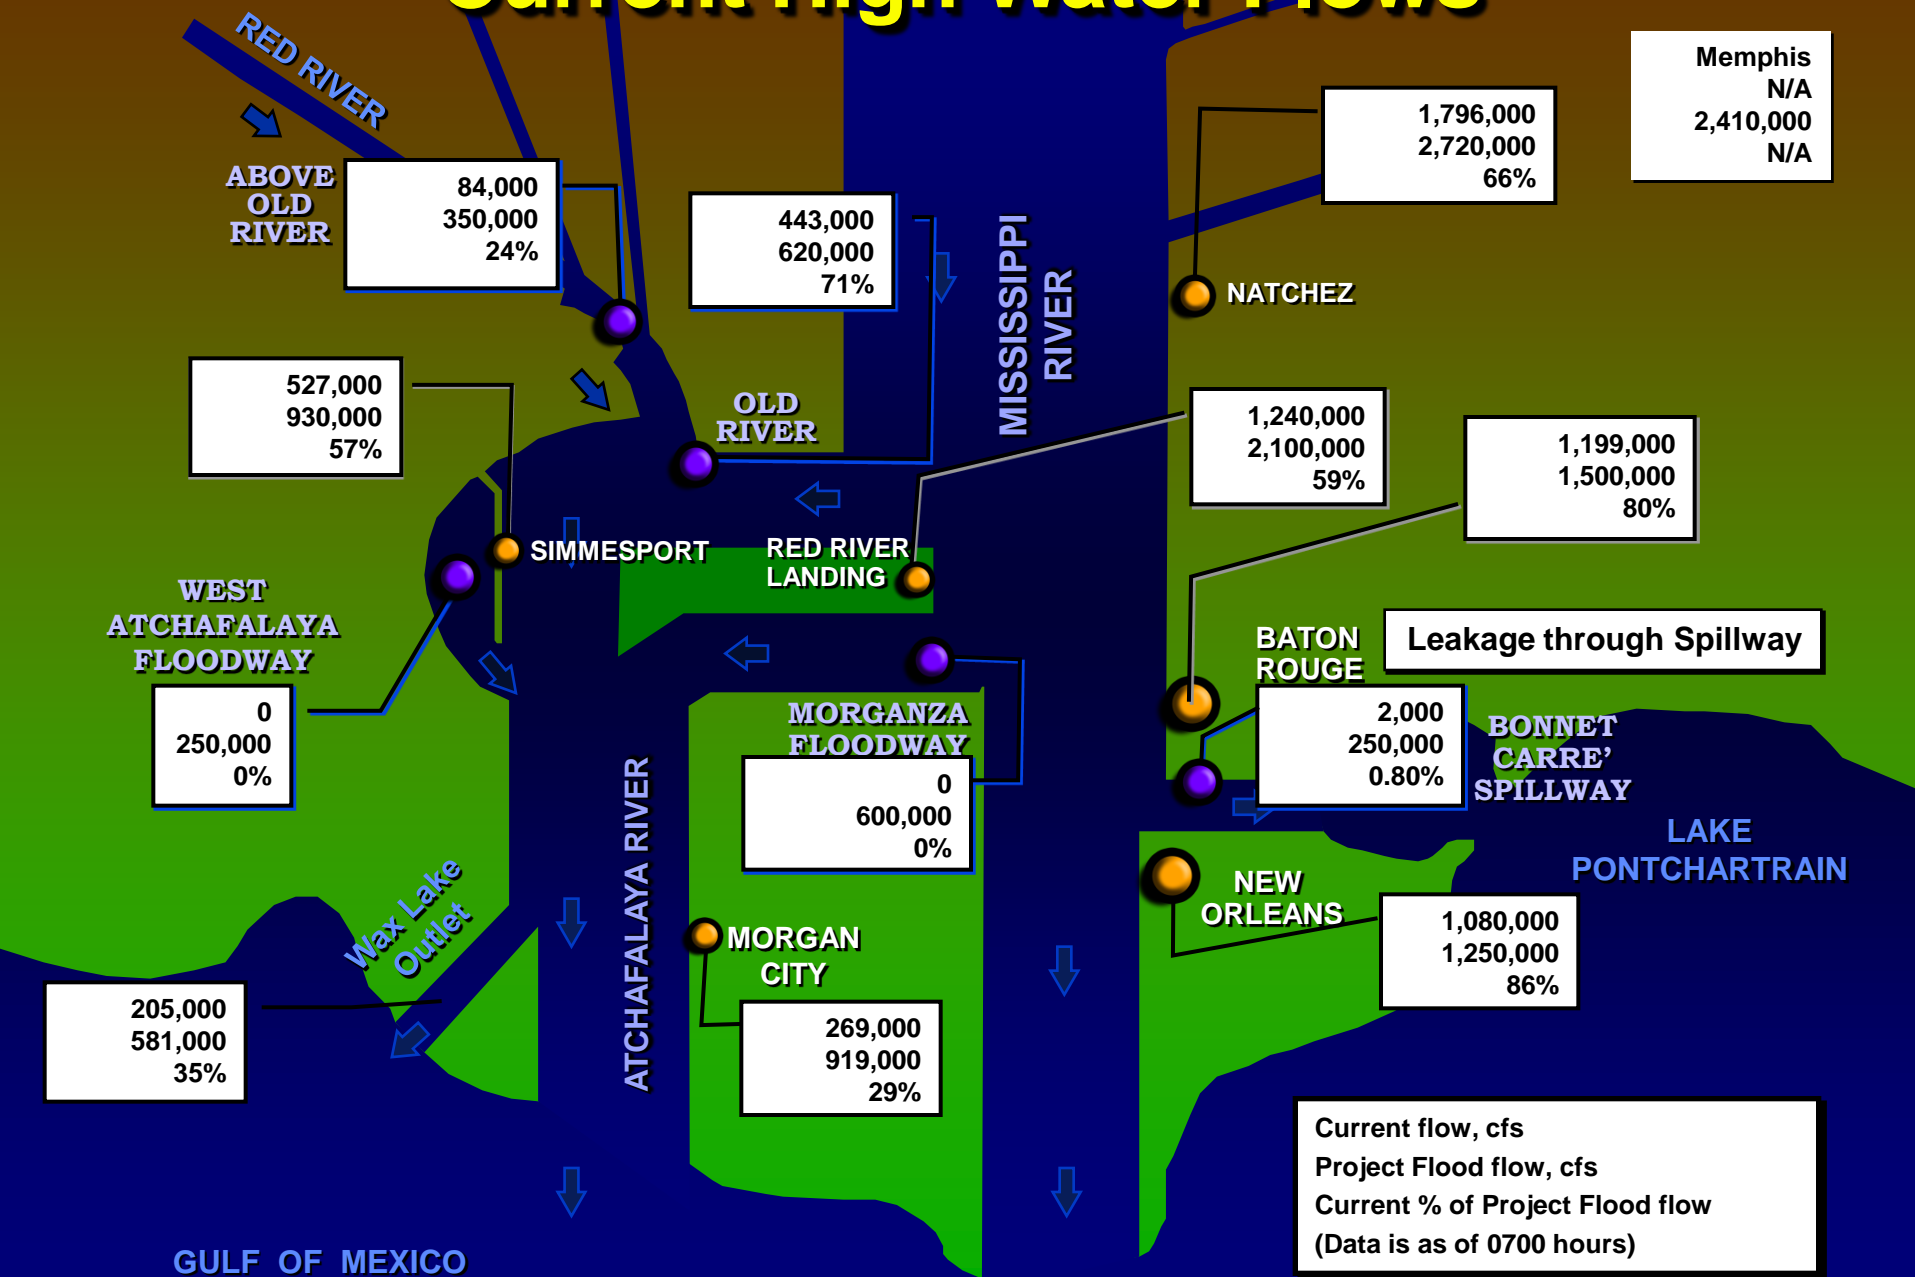 Current High Water Flows
RED RIVER
Memphis
N/A
2,410,000
N/A
1,796,000
2,720,000
66%
ABOVE
OLD
RIVER
84,000
350,000
24%
443,000
620,000
71%
MISSISSIPPI
RIVER
NATCHEZ
527,000
930,000
57%
OLD
RIVER
1,240,000
2,100,000
59%
1,199,000
1,500,000
80%
SIMMESPORT
RED RIVER
LANDING
WEST
ATCHAFALAYA
FLOODWAY
0
250,000
0%
BATON
ROUGE
Leakage through Spillway
2,000
250,000
0.80%
BONNET
CARRE’
SPILLWAY
MORGANZA
FLOODWAY
0
600,000
0%
ATCHAFALAYA RIVER
LAKE
PONTCHARTRAIN
Wax Lake
Outlet
NEW
ORLEANS
1,080,000
1,250,000
86%
MORGAN
CITY
205,000
581,000
35%
269,000
919,000
29%
Current flow, cfs
Project Flood flow, cfs
Current % of Project Flood flow
(Data is as of 0700 hours)
GULF OF MEXICO